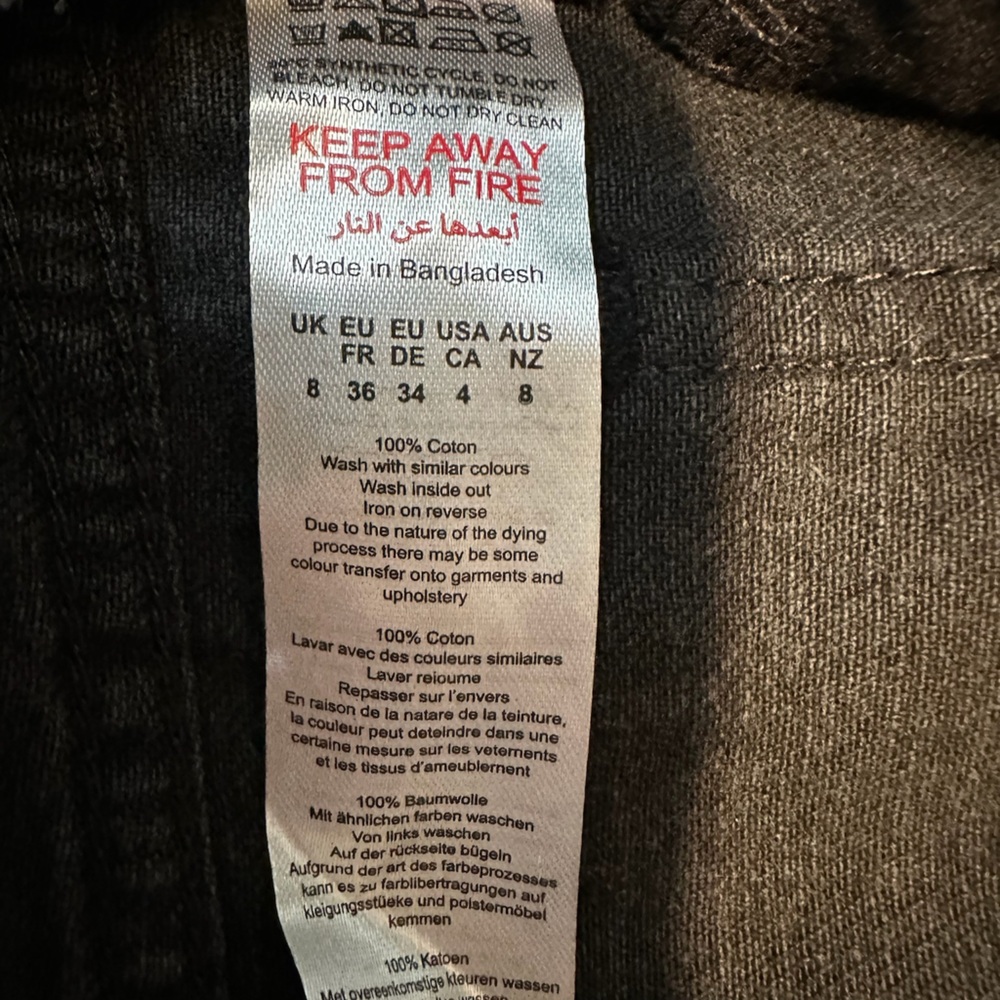 SYNTHETIC CYCLE, DO NOT
BLEACH, DO NOT TUMBLE DRY,
WARM IRON, DO NOT DRY CLEAN
KEEP AWAY
FROM FIRE
أبعدها عن النار
Made in Bangladesh
UK EU EU USA AUS
FR DE CA NZ
8 36 34 4 8
100% Coton
Wash with similar colours
Wash inside out
Iron on reverse
Due to the nature of the dying
process there may be some
colour transfer onto garments and
upholstery
100% Coton
Lavar avec des couleurs similaires
Laver reioume
Repasser sur l'envers
En raison de la natare de la teinture,
la couleur peut deteindre dans une
certaine mesure sur les vetements
et les tissus d'ameublernent
100% Baumwolle
Mit ähnlichen farben waschen
Von links waschen
Auf der rückseite bügeln
Aufgrund der art des farbeprozesses
kann es zu farblibertragungen auf
kleigungsstüeke und polstermöbel
kemmen
100% Katoen
Met overeenkomstige kleuren wassen